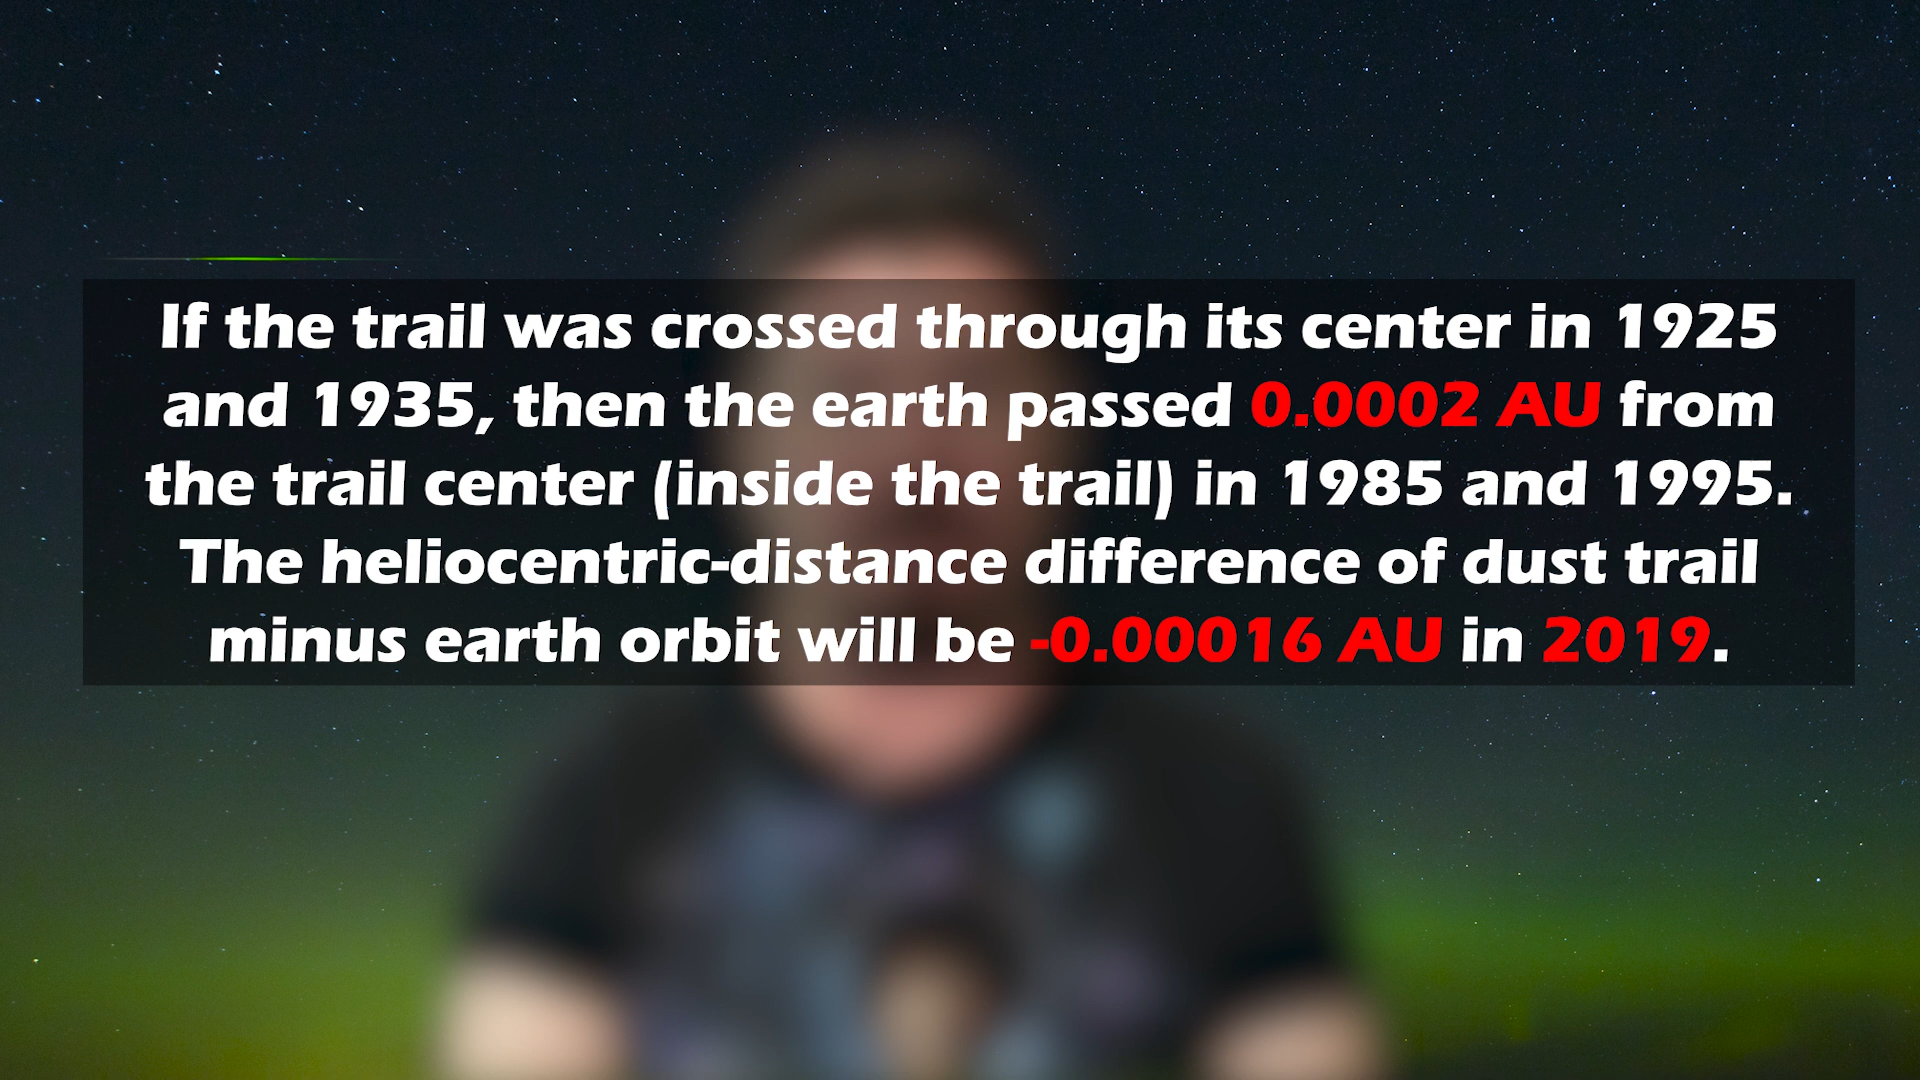 If the trail was crossed through its center in 1925
and 1935, then the earth passed 0.0002 AU from
the trail center (inside the trail) in 1985 and 1995.
The heliocentric-distance difference of dust trail
minus earth orbit will be -0.00016 AU in 2019.